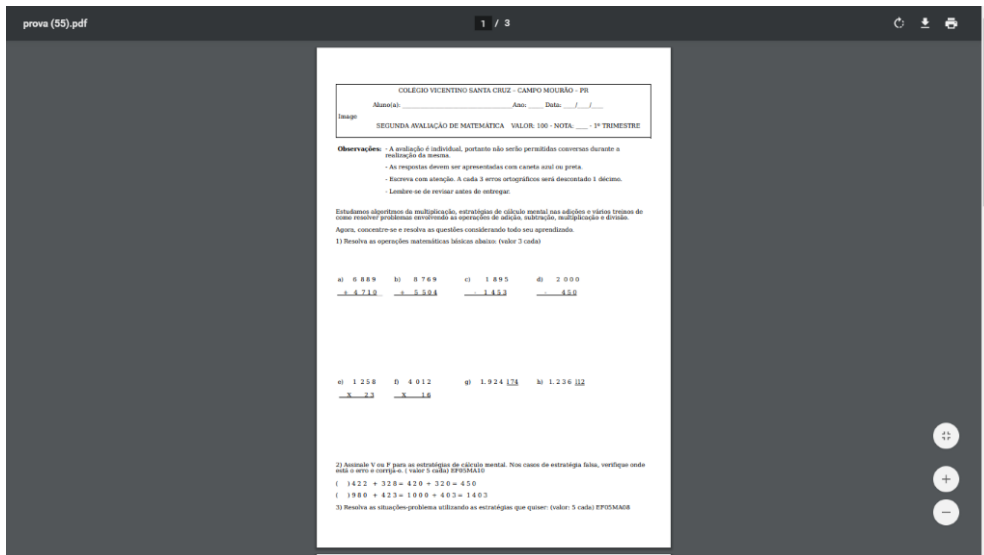 prova (55).pdf
1 / 3
COLÉGIO VICENTINO SANTA CRUZ – CAMPO MOURÃO – PR
Aluno(a): ______________________________ Ano: _____ Data: ___/___/___
Image
SEGUNDA AVALIAÇÃO DE MATEMÁTICA VALOR: 100 - NOTA: ___ - 1º TRIMESTRE
Observações: - A avaliação é individual, portanto não serão permitidas conversas durante a
realização da mesma.
- As respostas devem ser apresentadas com caneta azul ou preta.
- Escreva com atenção. A cada 3 erros ortográficos será descontado 1 décimo.
- Lembre-se de revisar antes de entregar.
Estudamos algoritmos da multiplicação, estratégias de cálculo mental nas adições e vários treinos de
como resolver problemas envolvendo as operações de adição, subtração, multiplicação e divisão.
Agora, concentre-se e resolva as questões considerando todo seu aprendizado.
1) Resolva as operações matemáticas básicas abaixo: (valor 3 cada)
a) 6 8 8 9 b) 8 7 6 9 c) 1 8 9 5 d) 2 0 0 0
+ 4 7 1 0 + 5 5 0 4 - 1 4 5 3 - 4 5 0
e) 1 2 5 8 f) 4 0 1 2 g) 1. 9 2 4 174 h) 1. 2 3 6 112
X 2 3 X 1 6
2) Assinale V ou F para as estratégias de cálculo mental. Nos casos de estratégia falsa, verifique onde
está o erro e corrija-o. ( valor 5 cada) EF05MA10
( ) 4 2 2 + 3 2 8 = 4 2 0 + 3 2 0 = 4 5 0
( ) 9 8 0 + 4 2 3 = 1 0 0 0 + 4 0 3 = 1 4 0 3
3) Resolva as situações-problema utilizando as estratégias que quiser: (valor: 5 cada) EF05MA08